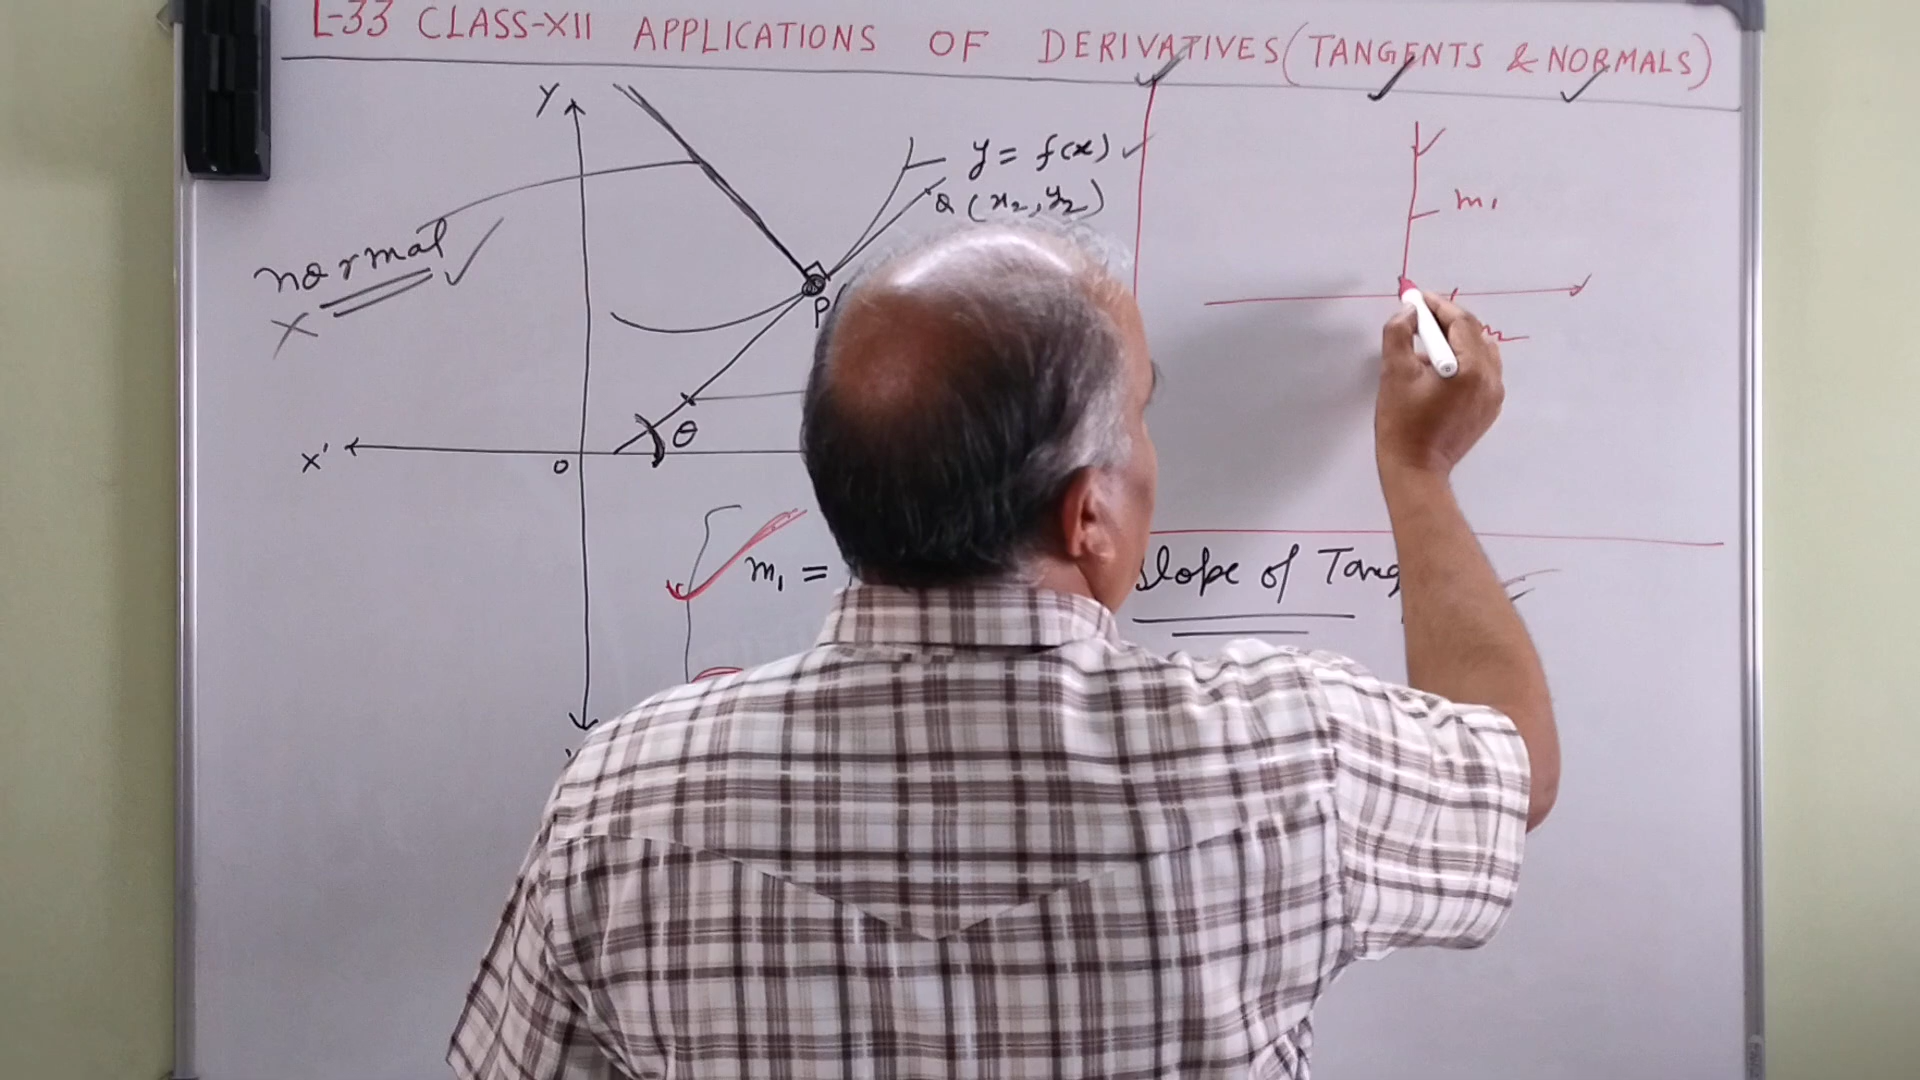 L-33 CLASS-XII APPLICATIONS OF DERIVATIVES (TANGENTS & NORMALS)
Y
y = f(x)
Q (x₂, y₂)
m₁
normal
P
θ
X'
O
m₁ =
Slope of Tang